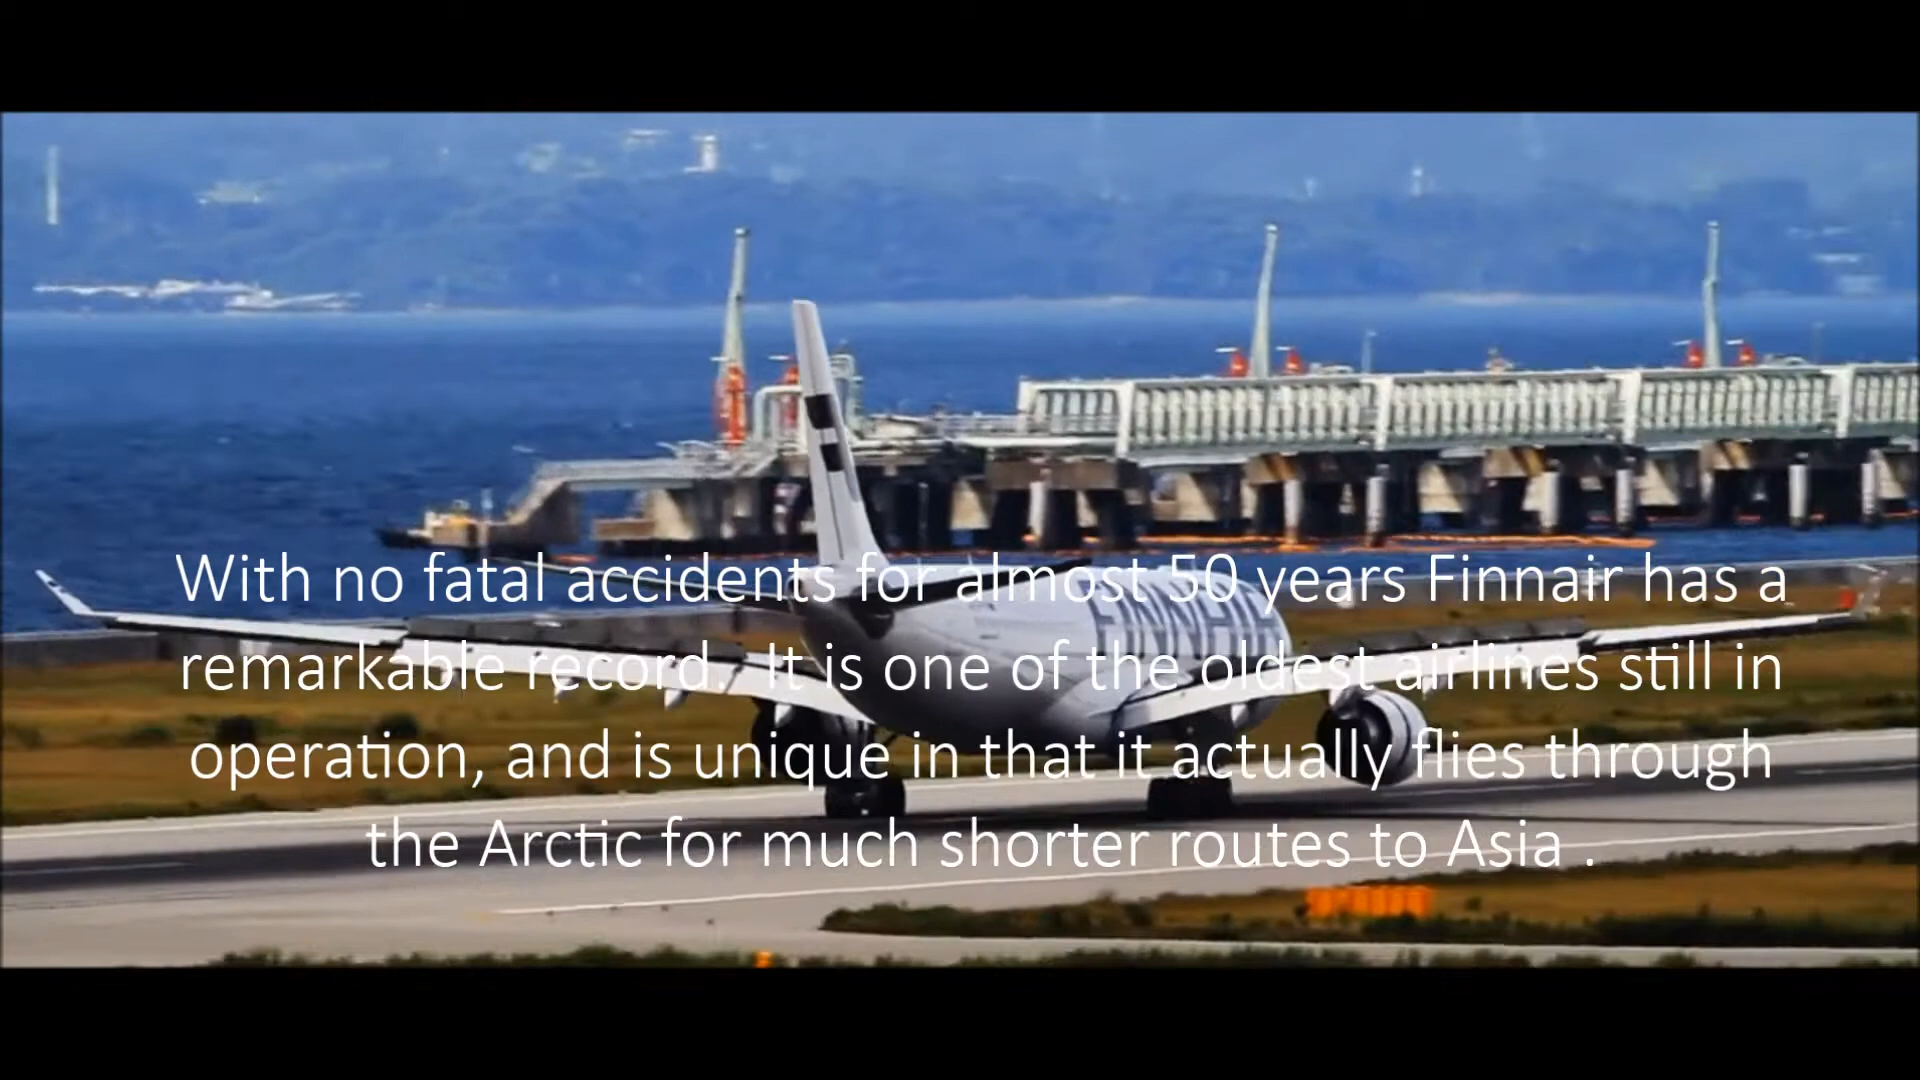 With no fatal accidents for almost 50 years Finnair has a
remarkable record. It is one of the oldest airlines still in
operation, and is unique in that it actually flies through
the Arctic for much shorter routes to Asia .
FINNAIR